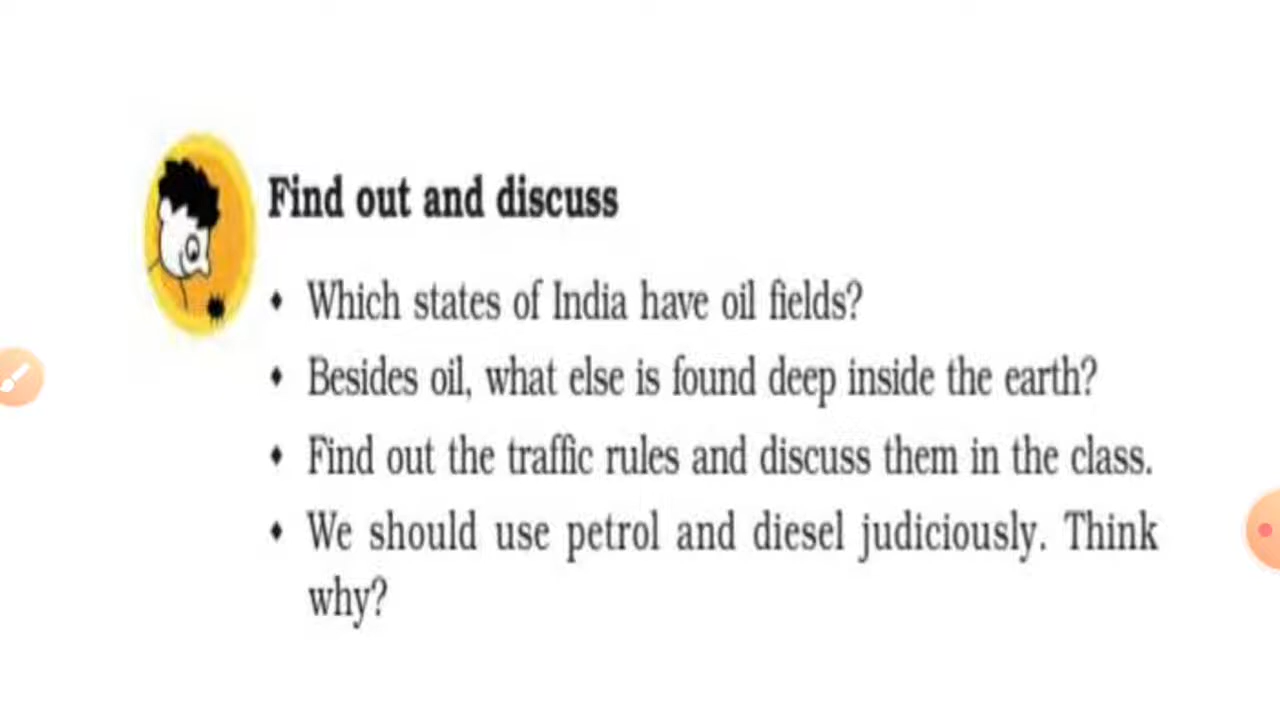 Find out and discuss
♦ Which states of India have oil fields?
♦ Besides oil, what else is found deep inside the earth?
♦ Find out the traffic rules and discuss them in the class.
♦ We should use petrol and diesel judiciously. Think
why?